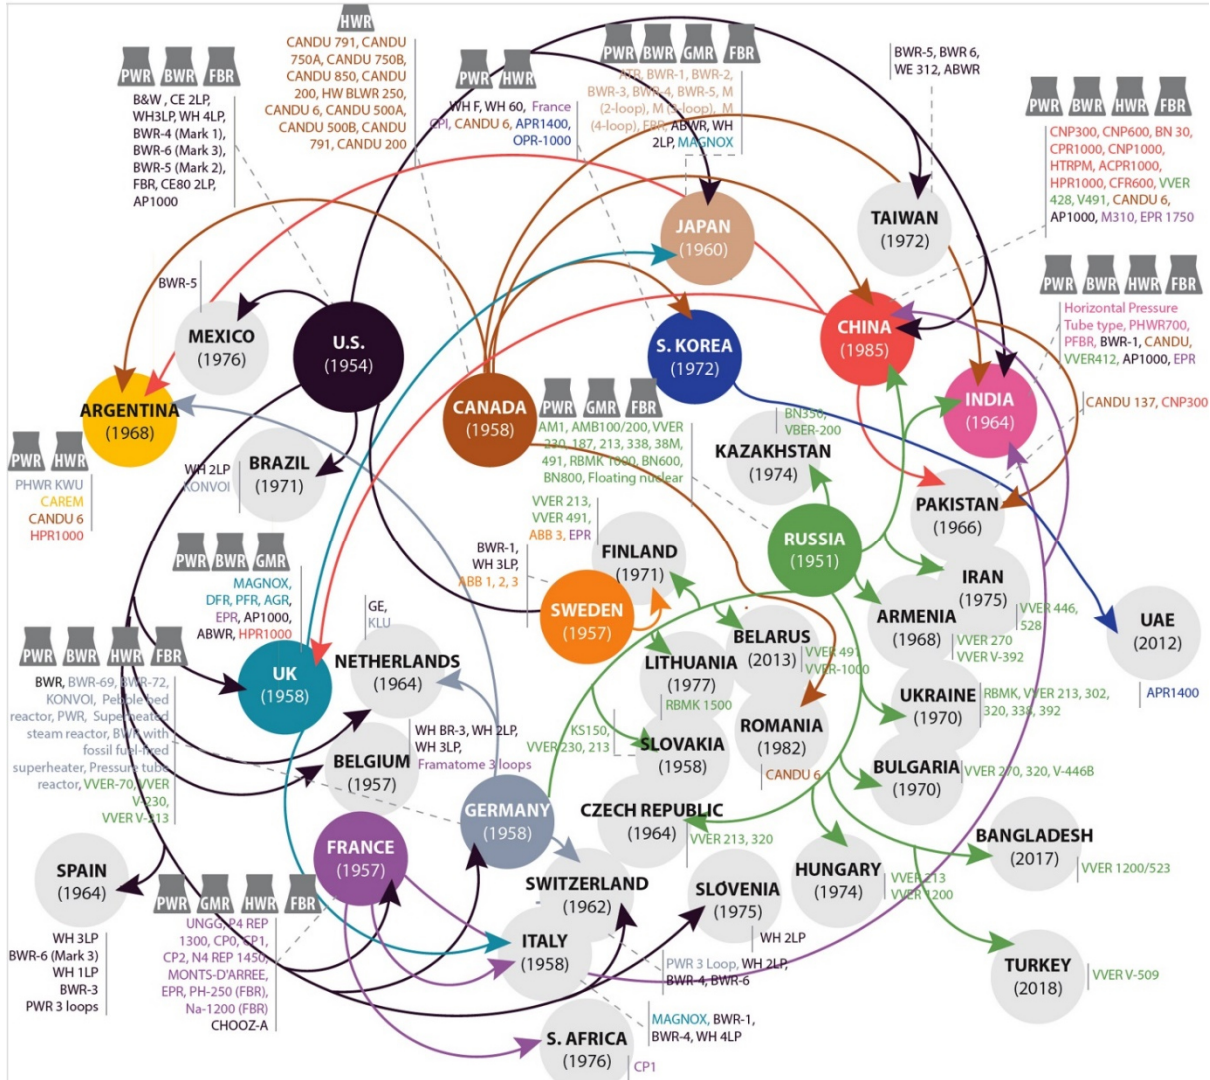 HWR
CANDU 791, CANDU
750A, CANDU 750B,
CANDU 850, CANDU
200, HW BLWR 250,
CANDU 6, CANDU 500A,
CANDU 500B, CANDU
791, CANDU 200
PWR BWR FBR
B&W , CE 2LP,
WH3LP, WH 4LP,
BWR-4 (Mark 1),
BWR-6 (Mark 3),
BWR-5 (Mark 2),
FBR, CE80 2LP,
AP1000
PWR HWR
WH F, WH 60, France
CPI, CANDU 6, APR1400,
OPR-1000
PWR BWR GMR FBR
ATR, BWR-1, BWR-2,
BWR-3, BWR-4, BWR-5, M
(2-loop), M (3-loop), M
(4-loop), FBR, ABWR, WH
2LP, MAGNOX
BWR-5, BWR 6,
WE 312, ABWR
PWR BWR HWR FBR
CNP300, CNP600, BN 30,
CPR1000, CNP1000,
HTRPM, ACPR1000,
HPR1000, CFR600, VVER
428, V491, CANDU 6,
AP1000, M310, EPR 1750
JAPAN
(1960)
TAIWAN
(1972)
PWR BWR HWR FBR
Horizontal Pressure
Tube type, PHWR700,
PFBR, BWR-1, CANDU,
VVER412, AP1000, EPR
BWR-5
MEXICO
(1976)
U.S.
(1954)
S. KOREA
(1972)
CHINA
(1985)
ARGENTINA
(1968)
CANADA
(1958)
INDIA
(1964)
CANDU 137, CNP300
PWR HWR
PHWR KWU
CAREM
CANDU 6
HPR1000
WH 2LP
KONVOI
BRAZIL
(1971)
PWR GMR FBR
AM1, AMB100/200, VVER
230, 187, 213, 338, 38M,
491, RBMK 1000, BN600,
BN800, Floating nuclear
BN350,
VBER-200
KAZAKHSTAN
(1974)
PAKISTAN
(1966)
VVER 213,
VVER 491,
ABB 3, EPR
RUSSIA
(1951)
PWR BWR GMR
MAGNOX,
DFR, PFR, AGR,
EPR, AP1000,
ABWR, HPR1000
BWR-1,
WH 3LP,
ABB 1, 2, 3
FINLAND
(1971)
SWEDEN
(1957)
IRAN
(1975)
VVER 446,
528
ARMENIA
(1968)
VVER 270
VVER V-392
UAE
(2012)
APR1400
GE,
KLU
BELARUS
(2013)
VVER 491
VVER-1000
PWR BWR HWR FBR
BWR, BWR-69, BWR-72,
KONVOI, Pebble bed
reactor, PWR, Superheated
steam reactor, BWR with
fossil fuel-fired
superheater, Pressure tube
reactor, VVER-70, VVER
V-230,
VVER V-213
UK
(1958)
NETHERLANDS
(1964)
LITHUANIA
(1977)
RBMK 1500
UKRAINE
(1970)
RBMK, VVER 213, 302,
320, 338, 392
ROMANIA
(1982)
CANDU 6
KS150,
VVER 230, 213
SLOVAKIA
(1958)
WH BR-3, WH 2LP,
WH 3LP,
Framatome 3 loops
BELGIUM
(1957)
BULGARIA
(1970)
VVER 270, 320, V-446B
GERMANY
(1958)
CZECH REPUBLIC
(1964)
VVER 213, 320
BANGLADESH
(2017)
VVER 1200/523
FRANCE
(1957)
SPAIN
(1964)
HUNGARY
(1974)
VVER 213
VVER 1200
SWITZERLAND
(1962)
SLOVENIA
(1975)
WH 2LP
PWR GMR HWR FBR
UNGG, P4 REP
1300, CP0, CP1,
CP2, N4 REP 1450,
MONTS-D'ARREE,
EPR, PH-250 (FBR),
Na-1200 (FBR)
CHOOZ-A
WH 3LP
BWR-6 (Mark 3)
WH 1LP
BWR-3
PWR 3 loops
ITALY
(1958)
PWR 3 Loop, WH 2LP,
BWR-4, BWR-6
TURKEY
(2018)
VVER V-509
MAGNOX, BWR-1,
BWR-4, WH 4LP
S. AFRICA
(1976)
CP1